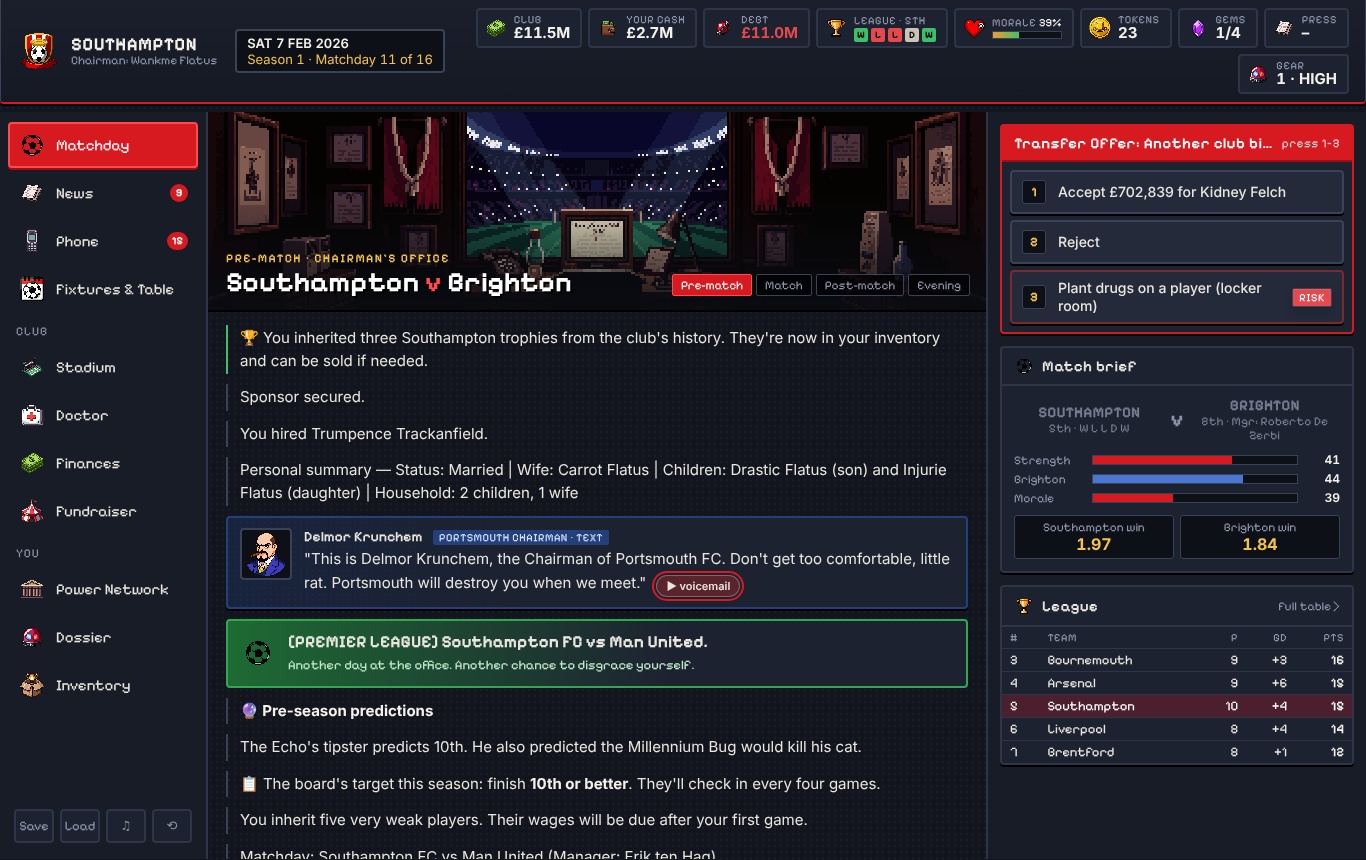 SOUTHAMPTON
Chairman: Wankme Flatus
SAT 7 FEB 2026
Season 1 · Matchday 11 of 16
CLUB
£11.5M
YOUR CASH
£2.7M
DEBT
£11.0M
LEAGUE · 5TH
W L L D W
MORALE 39%
TOKENS
23
GEMS
1/4
PRESS
–
GEAR
1 · HIGH
Matchday
News 9
Phone 15
Fixtures & Table
CLUB
Stadium
Doctor
Finances
Fundraiser
YOU
Power Network
Dossier
Inventory
Save Load
PRE-MATCH · CHAIRMAN'S OFFICE
Southampton v Brighton
Pre-match Match Post-match Evening
You inherited three Southampton trophies from the club's history. They're now in your inventory
and can be sold if needed.
Sponsor secured.
You hired Trumpence Trackanfield.
Personal summary — Status: Married | Wife: Carrot Flatus | Children: Drastic Flatus (son) and Injurie
Flatus (daughter) | Household: 2 children, 1 wife
Delmor Krunchem PORTSMOUTH CHAIRMAN · TEXT
"This is Delmor Krunchem, the Chairman of Portsmouth FC. Don't get too comfortable, little
rat. Portsmouth will destroy you when we meet." ▶ voicemail
(PREMIER LEAGUE) Southampton FC vs Man United.
Another day at the office. Another chance to disgrace yourself.
Pre-season predictions
The Echo's tipster predicts 10th. He also predicted the Millennium Bug would kill his cat.
The board's target this season: finish 10th or better. They'll check in every four games.
You inherit five very weak players. Their wages will be due after your first game.
Matchday: Southampton FC vs Man United (Manager: Erik ten Hag)
Transfer Offer: Another club bi... press 1-3
1 Accept £702,839 for Kidney Felch
2 Reject
3 Plant drugs on a player (locker
room) RISK
Match brief
SOUTHAMPTON
5th · W L L D W
V
BRIGHTON
8th · Mgr: Roberto De
Zerbi
Strength 41
Brighton 44
Morale 39
Southampton win
1.97
Brighton win
1.84
League Full table
# TEAM P GD PTS
3 Bournemouth 9 +3 16
4 Arsenal 9 +6 15
5 Southampton 10 +4 15
6 Liverpool 8 +4 14
7 Brentford 8 +1 12